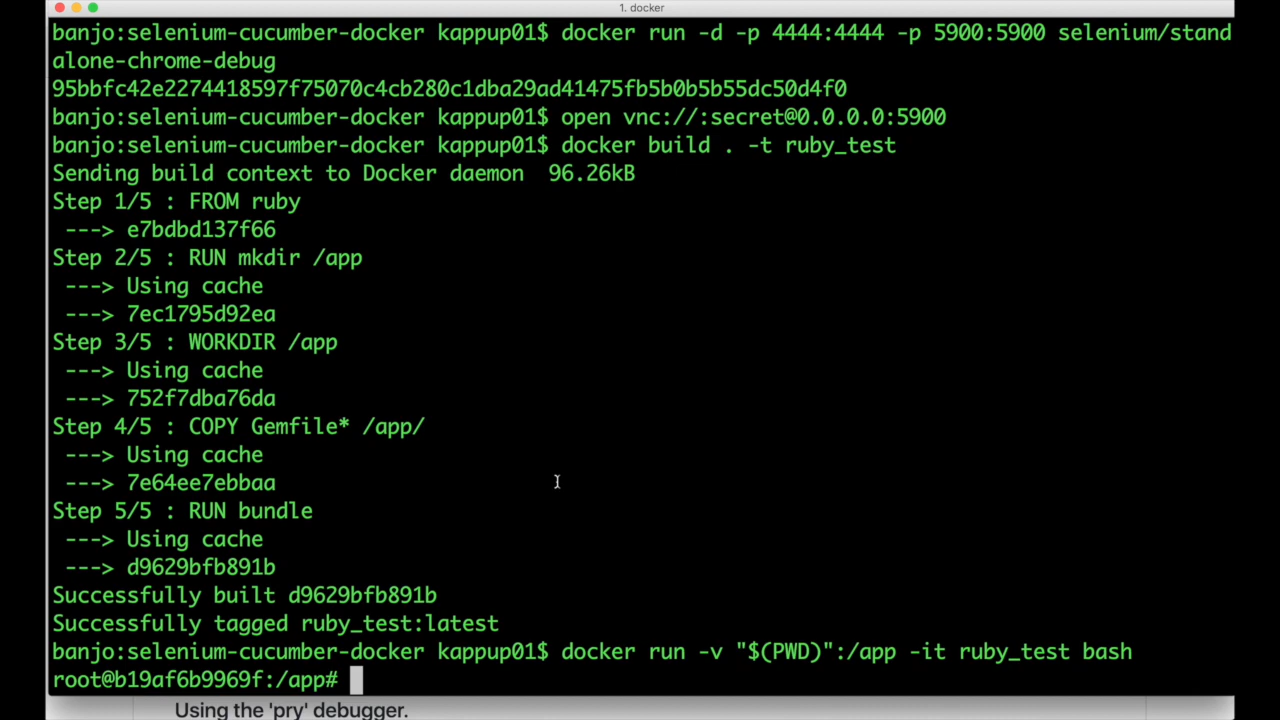 1. docker
banjo:selenium-cucumber-docker kappup01$ docker run -d -p 4444:4444 -p 5900:5900 selenium/stand
alone-chrome-debug
95bbfc42e2274418597f75070c4cb280c1dba29ad41475fb5b0b5b55dc50d4f0
banjo:selenium-cucumber-docker kappup01$ open vnc://:secret@0.0.0.0:5900
banjo:selenium-cucumber-docker kappup01$ docker build . -t ruby_test
Sending build context to Docker daemon  96.26kB
Step 1/5 : FROM ruby
 ---> e7bdbd137f66
Step 2/5 : RUN mkdir /app
 ---> Using cache
 ---> 7ec1795d92ea
Step 3/5 : WORKDIR /app
 ---> Using cache
 ---> 752f7dba76da
Step 4/5 : COPY Gemfile* /app/
 ---> Using cache
 ---> 7e64ee7ebbaa
Step 5/5 : RUN bundle
 ---> Using cache
 ---> d9629bfb891b
Successfully built d9629bfb891b
Successfully tagged ruby_test:latest
banjo:selenium-cucumber-docker kappup01$ docker run -v "$(PWD)":/app -it ruby_test bash
root@b19af6b9969f:/app#
Using the 'pry' debugger.